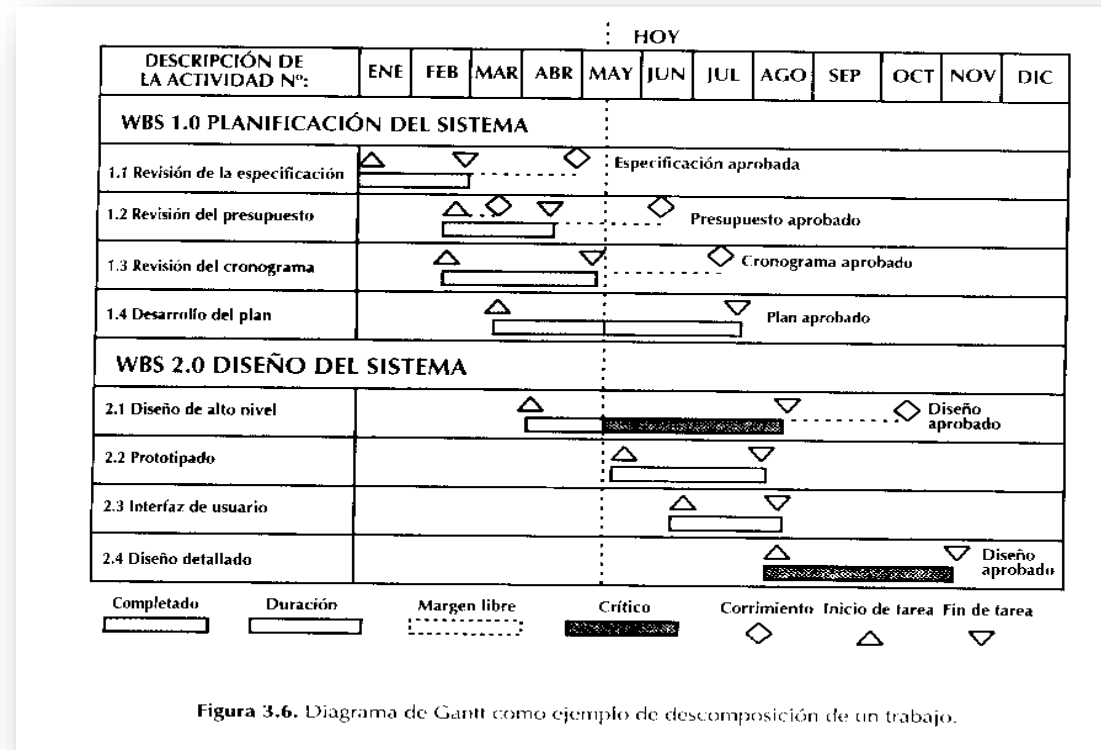 HOY
DESCRIPCIÓN DE
LA ACTIVIDAD Nº:
ENE FEB MAR ABR MAY JUN JUL AGO SEP OCT NOV DIC
WBS 1.0 PLANIFICACIÓN DEL SISTEMA
1.1 Revisión de la especificación
Especificación aprobada
1.2 Revisión del presupuesto
Presupuesto aprobado
1.3 Revisión del cronograma
Cronograma aprobado
1.4 Desarrollo del plan
Plan aprobado
WBS 2.0 DISEÑO DEL SISTEMA
2.1 Diseño de alto nivel
Diseño
aprobado
2.2 Prototipado
2.3 Interfaz de usuario
2.4 Diseño detallado
Diseño
aprobado
Completado Duración Margen libre Crítico Corrimiento Inicio de tarea Fin de tarea
Figura 3.6. Diagrama de Gantt como ejemplo de descomposición de un trabajo.